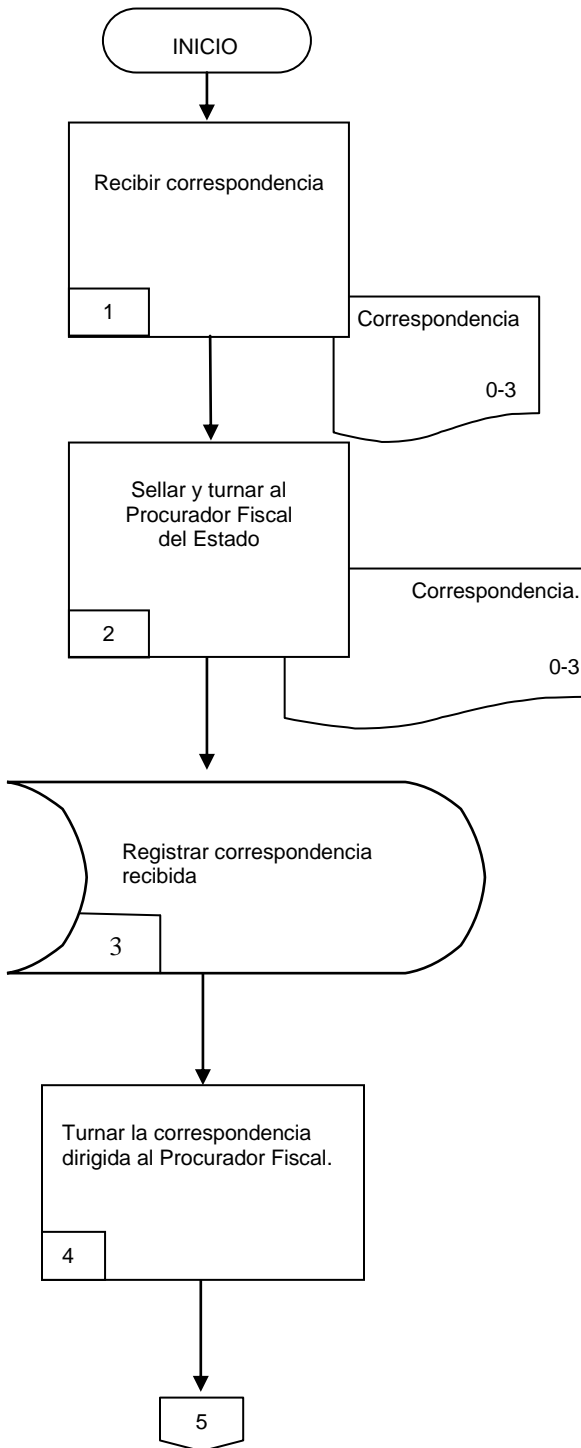 INICIO
Recibir correspondencia
1
Correspondencia
0-3
Sellar y turnar al
Procurador Fiscal
del Estado
2
Correspondencia.
0-3
Registrar correspondencia
recibida
3
Turnar la correspondencia
dirigida al Procurador Fiscal.
4
5